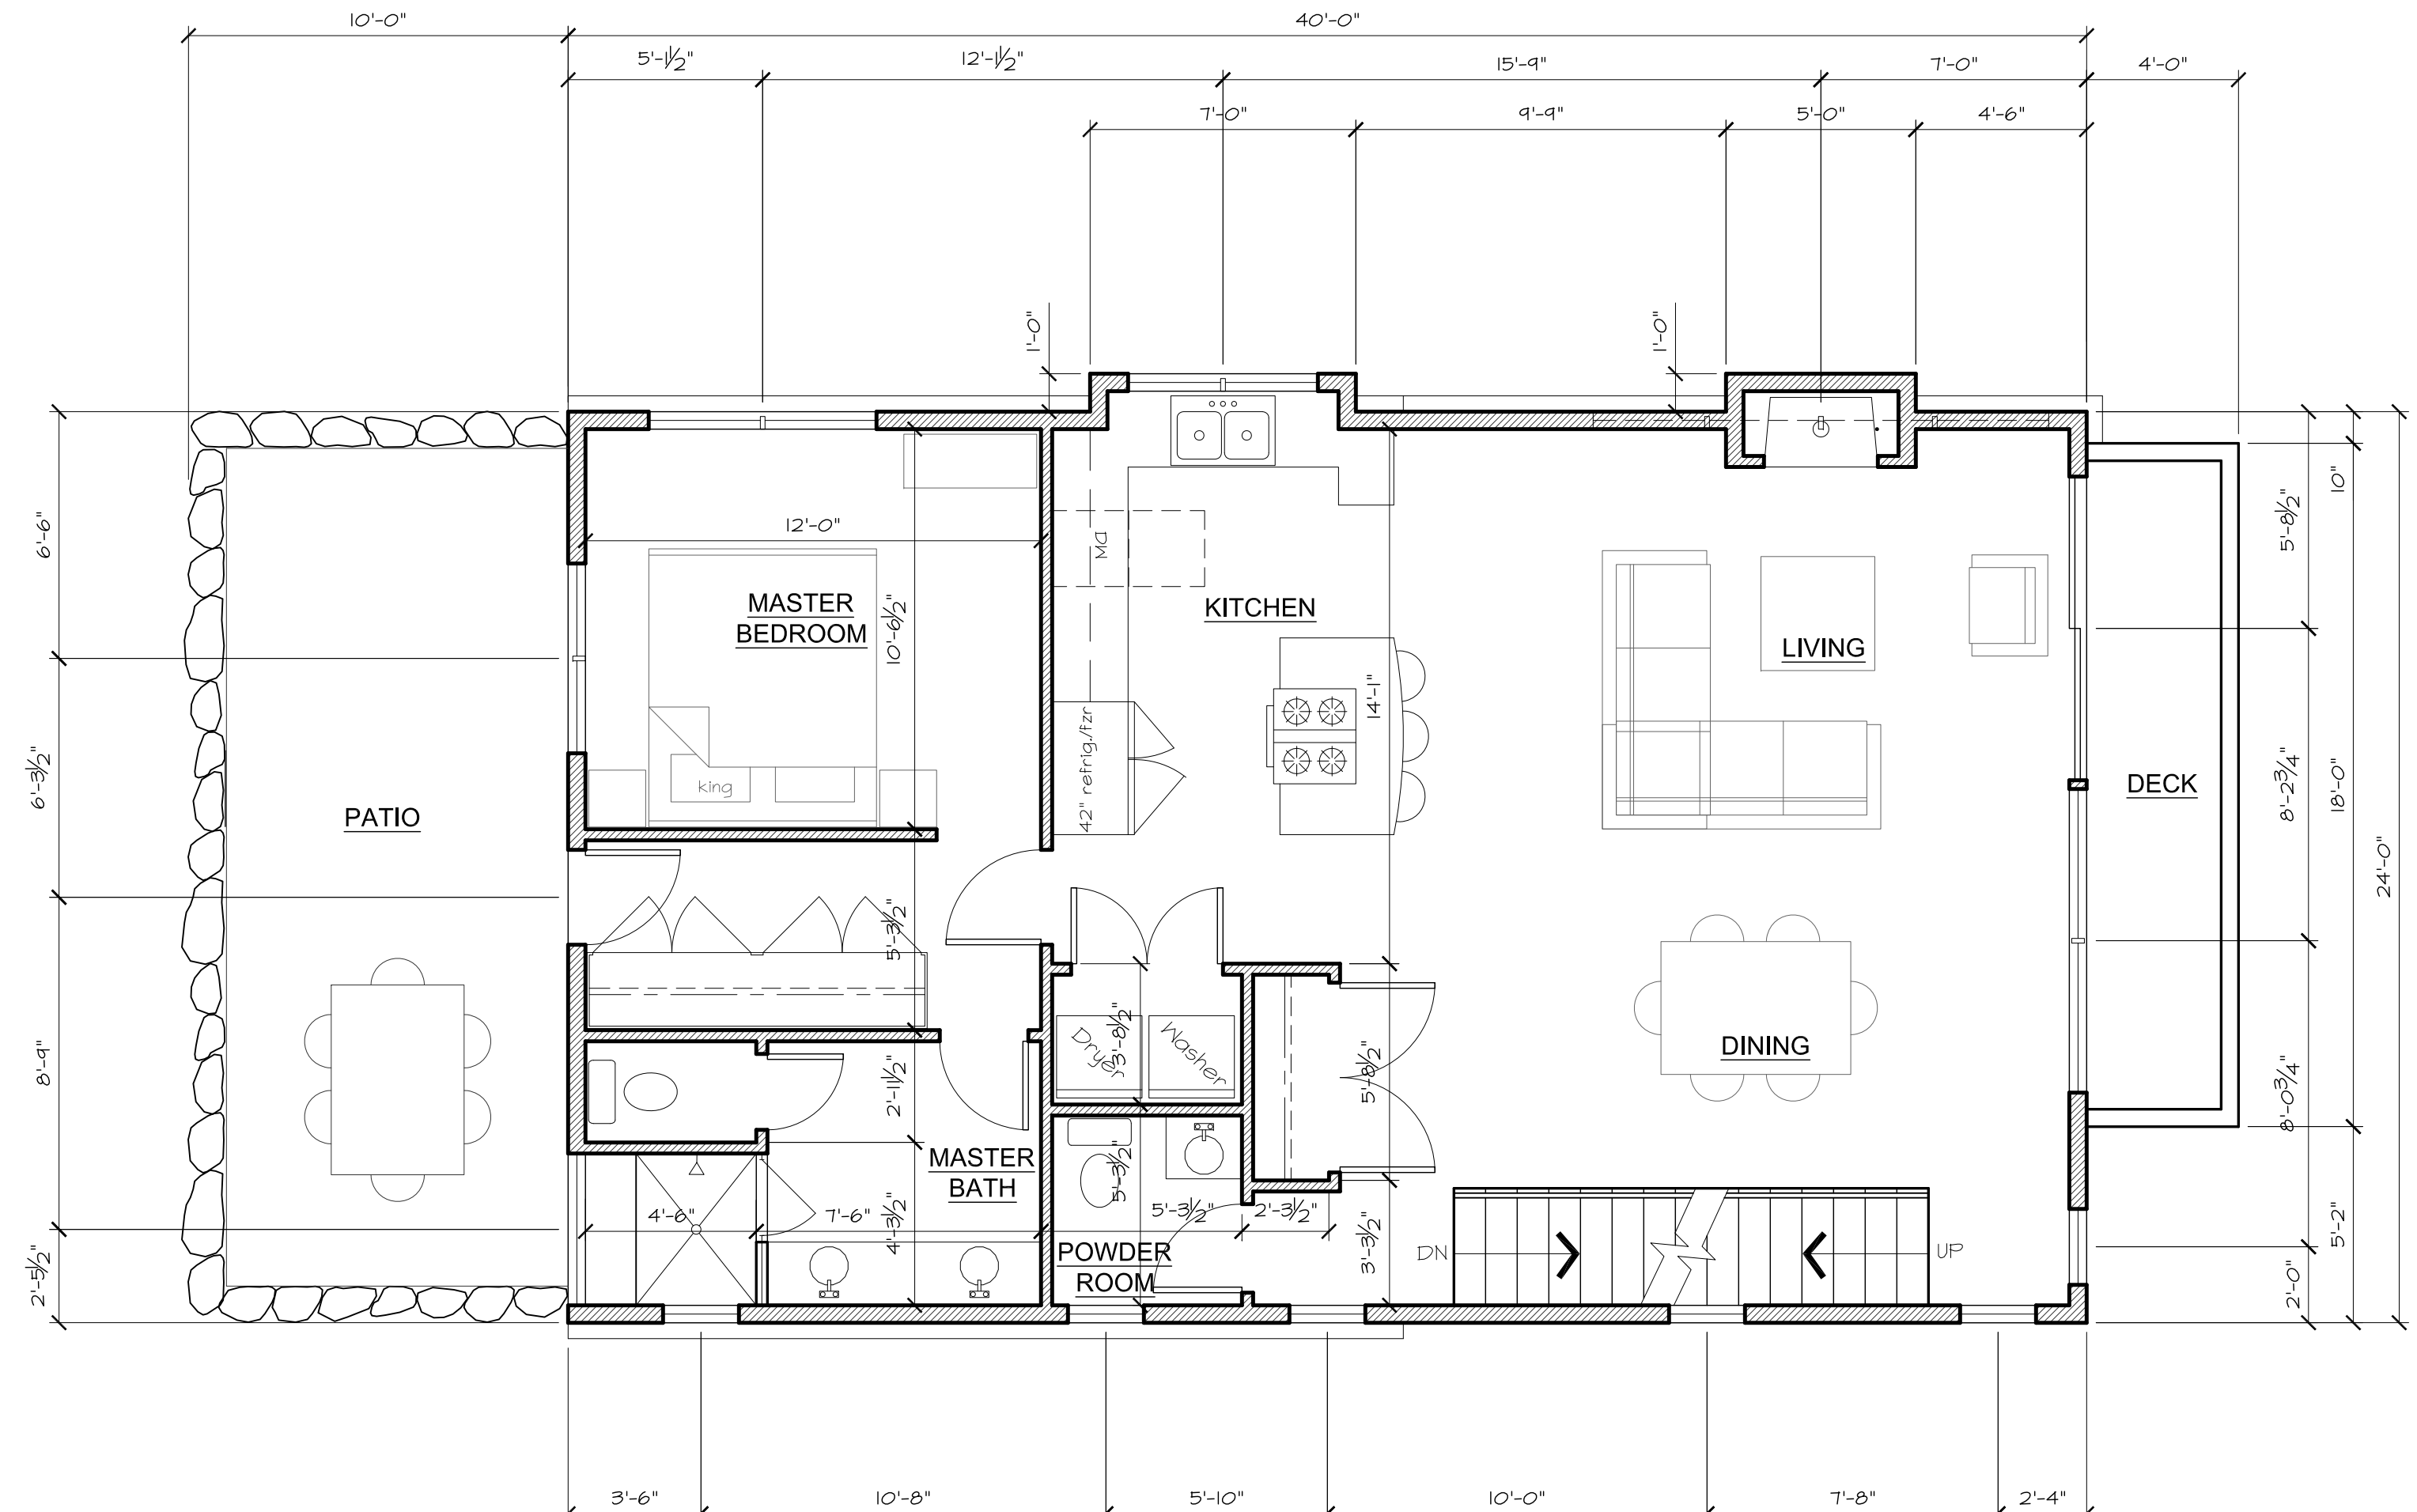 10'-0"
40'-0"
5'-1½"
12'-1½"
15'-9"
7'-0"
4'-0"
7'-0"
9'-9"
5'-0"
4'-6"
1'-0"
1'-0"
6'-6"
6'-3½"
8'-9"
2'-5½"
PATIO
12'-0"
MASTER
BEDROOM
10'-6½"
king
5'-3½"
2'-11½"
4'-3½"
MASTER
BATH
4'-6"
7'-6"
DW
KITCHEN
42" refrig./fzr
14'-1"
Dryer
3'-8½"
Washer
5'-8½"
5'-3½"
5'-3½"
2'-3½"
3'-3½"
POWDER
ROOM
LIVING
DINING
DN
UP
DECK
5'-8½"
8'-2¾"
8'-0¾"
2'-0"
10"
18'-0"
5'-2"
24'-0"
3'-6"
10'-8"
5'-10"
10'-0"
7'-8"
2'-4"